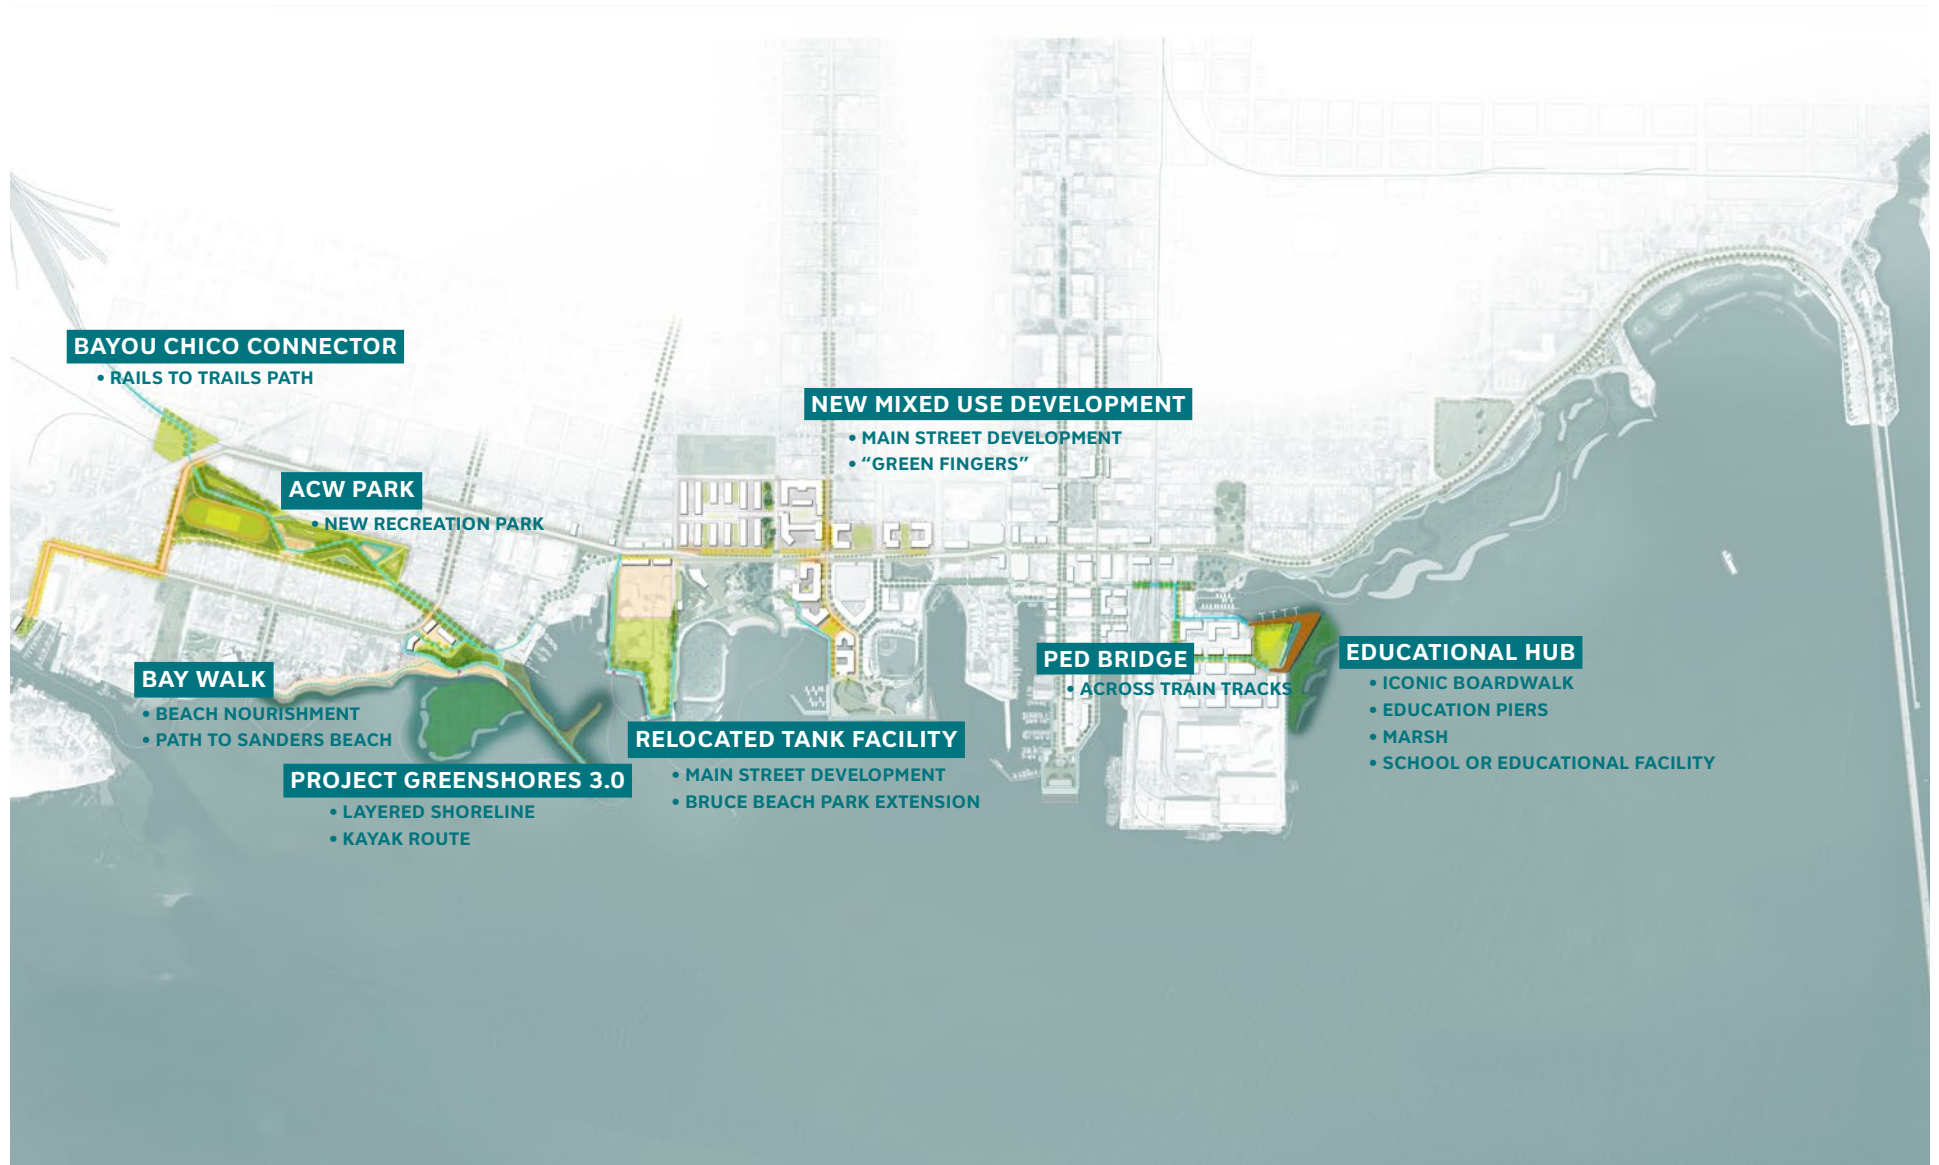 BAYOU CHICO CONNECTOR
• RAILS TO TRAILS PATH
NEW MIXED USE DEVELOPMENT
• MAIN STREET DEVELOPMENT
• “GREEN FINGERS”
ACW PARK
• NEW RECREATION PARK
BAY WALK
• BEACH NOURISHMENT
• PATH TO SANDERS BEACH
PROJECT GREENSHORES 3.0
• LAYERED SHORELINE
• KAYAK ROUTE
RELOCATED TANK FACILITY
• MAIN STREET DEVELOPMENT
• BRUCE BEACH PARK EXTENSION
PED BRIDGE
• ACROSS TRAIN TRACKS
EDUCATIONAL HUB
• ICONIC BOARDWALK
• EDUCATION PIERS
• MARSH
• SCHOOL OR EDUCATIONAL FACILITY